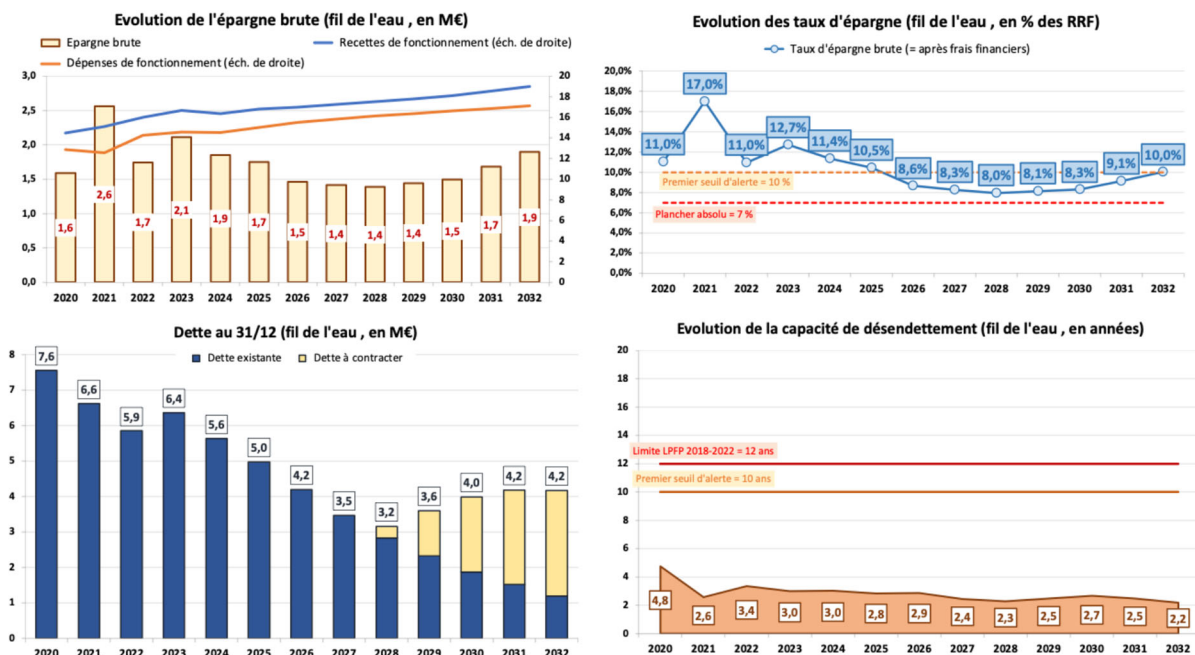 Evolution de l'épargne brute (fil de l'eau , en M€)
Epargne brute
Recettes de fonctionnement (éch. de droite)
Dépenses de fonctionnement (éch. de droite)
3,0
2,5
2,0
1,5
1,0
0,5
0,0
20
18
16
14
12
10
8
6
4
2
0
1,6 2,6 1,7 2,1 1,9 1,7 1,5 1,4 1,4 1,4 1,5 1,7 1,9
2020 2021 2022 2023 2024 2025 2026 2027 2028 2029 2030 2031 2032
Evolution des taux d'épargne (fil de l'eau , en % des RRF)
Taux d'épargne brute (= après frais financiers)
20,0%
18,0%
16,0%
14,0%
12,0%
10,0%
8,0%
6,0%
4,0%
2,0%
0,0%
11,0% 17,0% 11,0% 12,7% 11,4% 10,5% 8,6% 8,3% 8,0% 8,1% 8,3% 9,1% 10,0%
Premier seuil d'alerte = 10 %
Plancher absolu = 7 %
2020 2021 2022 2023 2024 2025 2026 2027 2028 2029 2030 2031 2032
Dette au 31/12 (fil de l'eau , en M€)
Dette existante
Dette à contracter
8
7
6
5
4
3
2
1
0
7,6 6,6 5,9 6,4 5,6 5,0 4,2 3,5 3,2 3,6 4,0 4,2 4,2
2020 2021 2022 2023 2024 2025 2026 2027 2028 2029 2030 2031 2032
Evolution de la capacité de désendettement (fil de l'eau , en années)
20
18
16
14
12
10
8
6
4
2
0
Limite LPFP 2018-2022 = 12 ans
Premier seuil d'alerte = 10 ans
4,8 2,6 3,4 3,0 3,0 2,8 2,9 2,4 2,3 2,5 2,7 2,5 2,2
2020 2021 2022 2023 2024 2025 2026 2027 2028 2029 2030 2031 2032